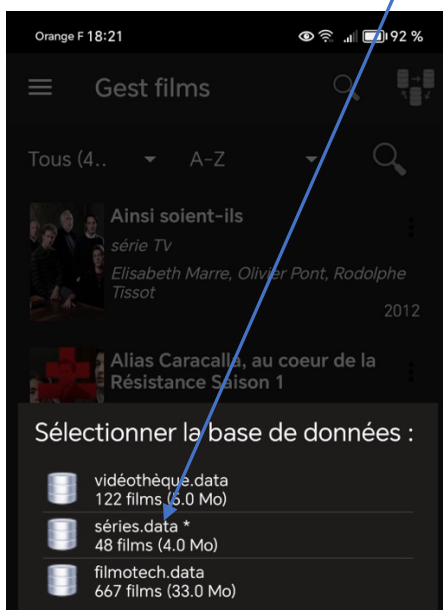 Orange F 18:21
92 %
Gest films
Tous (4..
A-Z
Ainsi soient-ils
série TV
Elisabeth Marre, Olivier Pont, Rodolphe
Tissot
2012
Alias Caracalla, au coeur de la
Résistance Saison 1
Sélectionner la base de données :
vidéothèque.data
122 films (5.0 Mo)
séries.data *
48 films (4.0 Mo)
filmotech.data
667 films (33.0 Mo)